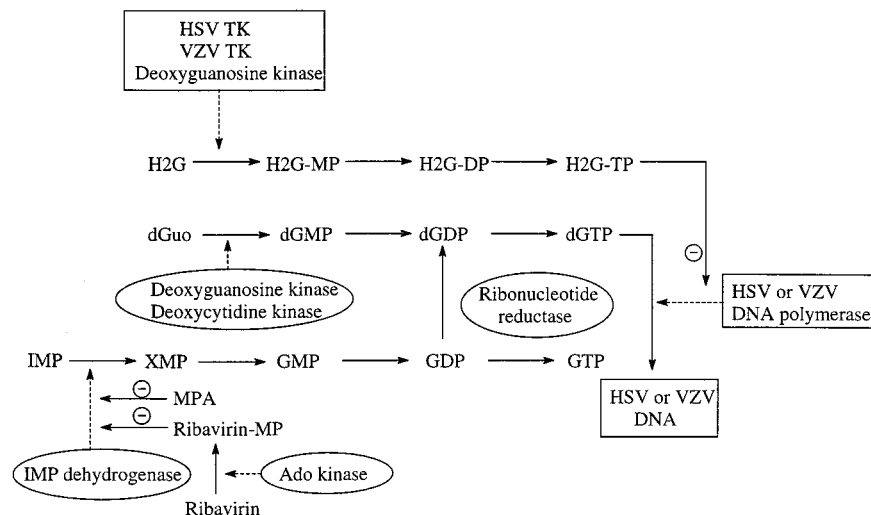 HSV TK
VZV TK
Deoxyguanosine kinase
H2G H2G-MP H2G-DP H2G-TP
dGuo dGMP dGDP dGTP
Deoxyguanosine kinase
Deoxycytidine kinase
Ribonucleotide
reductase
HSV or VZV
DNA polymerase
IMP XMP GMP GDP GTP
MPA
Ribavirin-MP
HSV or VZV
DNA
IMP dehydrogenase
Ado kinase
Ribavirin